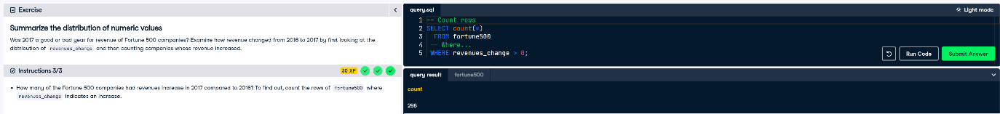 Exercise
Summarize the distribution of numeric values
Was 2017 a good or bad year for revenue of Fortune 500 companies? Examine how revenue changed from 2016 to 2017 by first looking at the
distribution of revenues_change and then counting companies whose revenue increased.
Instructions 3/3
30 XP
How many of the Fortune 500 companies had revenues increase in 2017 compared to 2016? To find out, count the rows of fortune500 where
revenues_change indicates an increase.
query.sql
Light mode
1 -- Count rows
2 SELECT count(*)
3 FROM fortune500
4 -- Where...
5 WHERE revenues_change > 0;
Run Code
Submit Answer
query result
fortune500
count
298